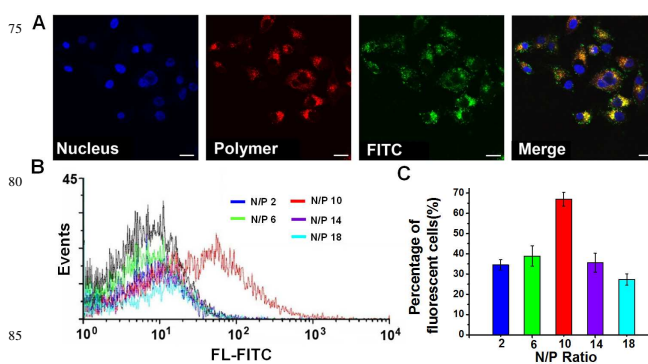 75
A
Nucleus
Polymer
FITC
Merge
80
B
45
Events
N/P 2
N/P 6
N/P 10
N/P 14
N/P 18
10⁰
10¹
10²
10³
10⁴
FL-FITC
85
C
Percentage of
fluorescent cells(%)
70
60
50
40
30
20
10
0
2
6
10
14
18
N/P Ratio